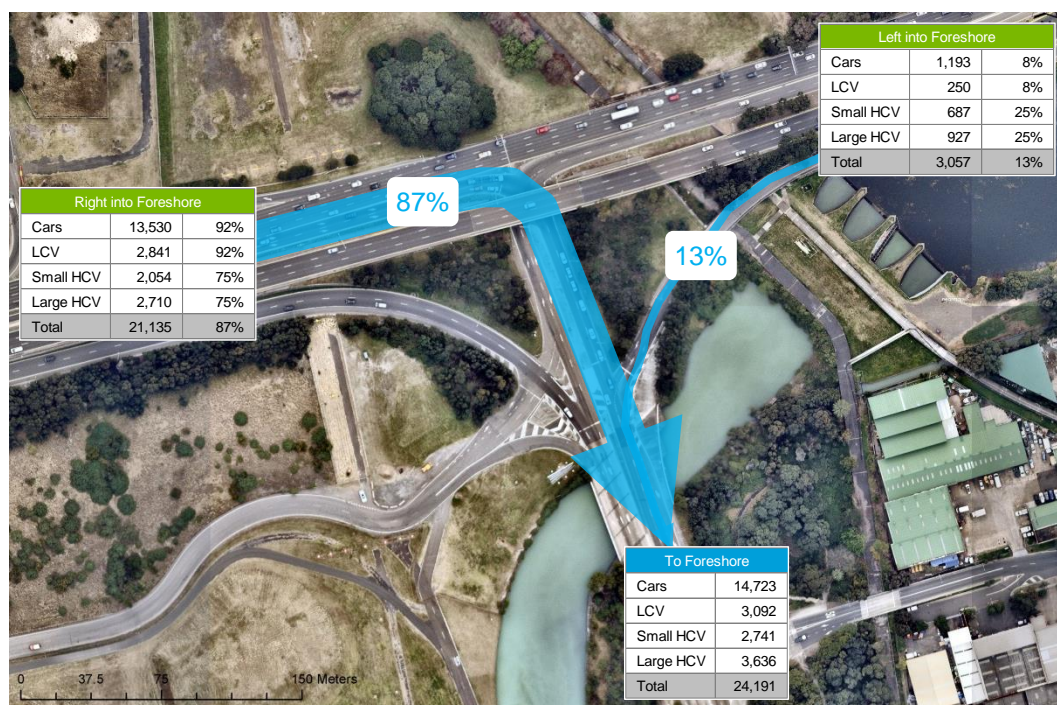 Left into Foreshore
Cars 1,193 8%
LCV 250 8%
Small HCV 687 25%
Large HCV 927 25%
Total 3,057 13%
Right into Foreshore
Cars 13,530 92%
LCV 2,841 92%
Small HCV 2,054 75%
Large HCV 2,710 75%
Total 21,135 87%
87%
13%
To Foreshore
Cars 14,723
LCV 3,092
Small HCV 2,741
Large HCV 3,636
Total 24,191
0 37.5 75 150 Meters